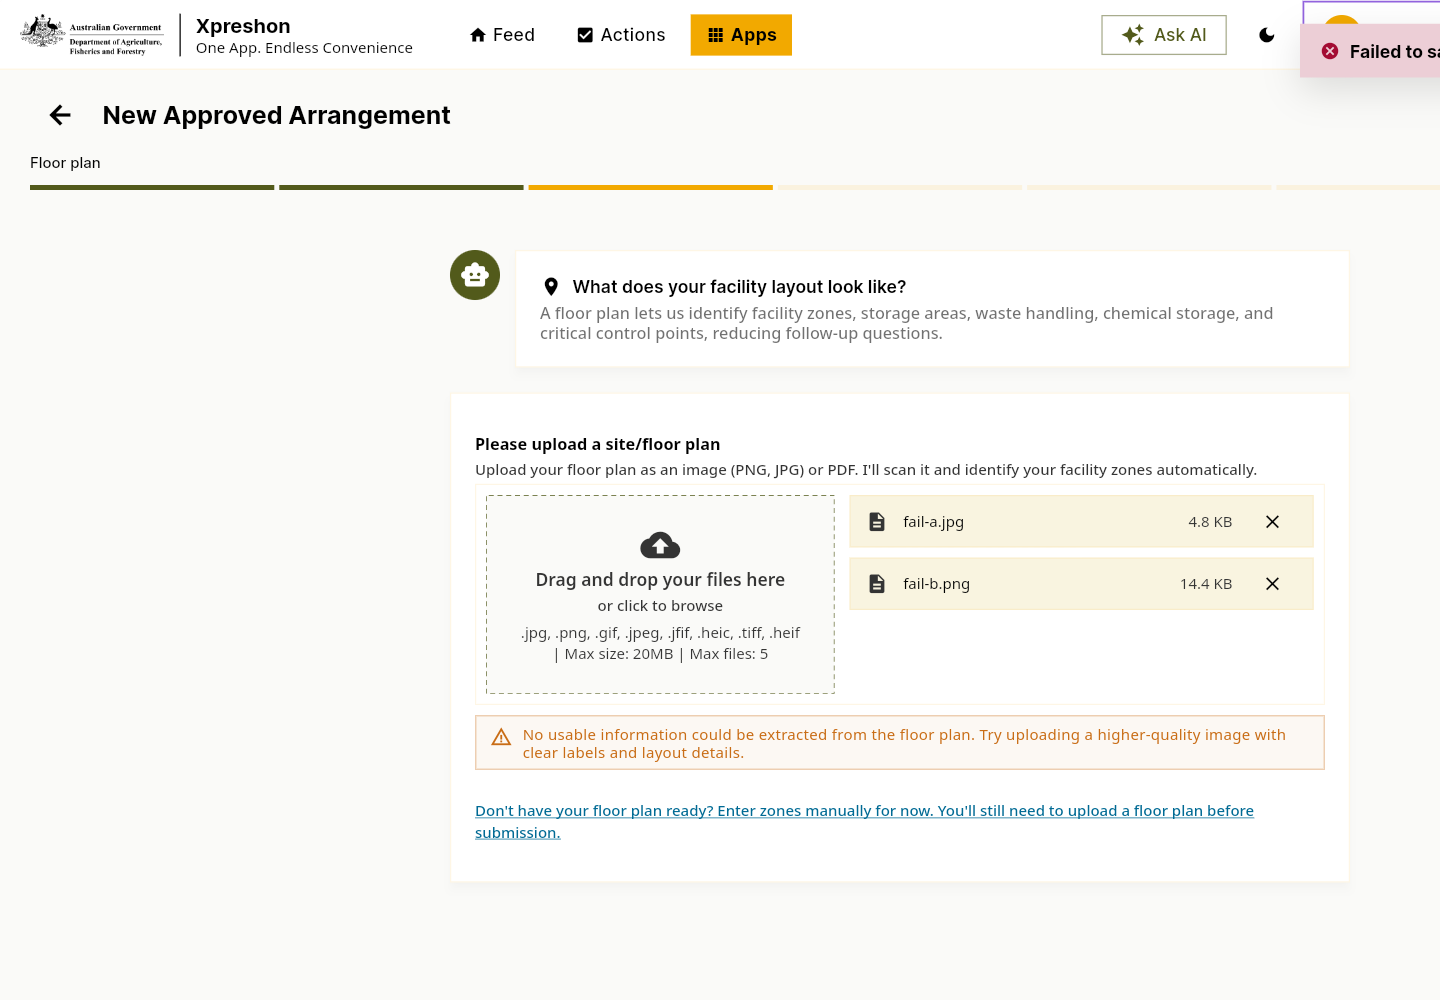 Australian Government
Department of Agriculture,
Fisheries and Forestry
Xpreshon
One App. Endless Convenience
Feed
Actions
Apps
Ask AI
Failed to
New Approved Arrangement
Floor plan
What does your facility layout look like?
A floor plan lets us identify facility zones, storage areas, waste handling, chemical storage, and
critical control points, reducing follow-up questions.
Please upload a site/floor plan
Upload your floor plan as an image (PNG, JPG) or PDF. I'll scan it and identify your facility zones automatically.
Drag and drop your files here
or click to browse
.jpg, .png, .gif, .jpeg, .jfif, .heic, .tiff, .heif
| Max size: 20MB | Max files: 5
fail-a.jpg 4.8 KB
fail-b.png 14.4 KB
No usable information could be extracted from the floor plan. Try uploading a higher-quality image with
clear labels and layout details.
Don't have your floor plan ready? Enter zones manually for now. You'll still need to upload a floor plan before
submission.